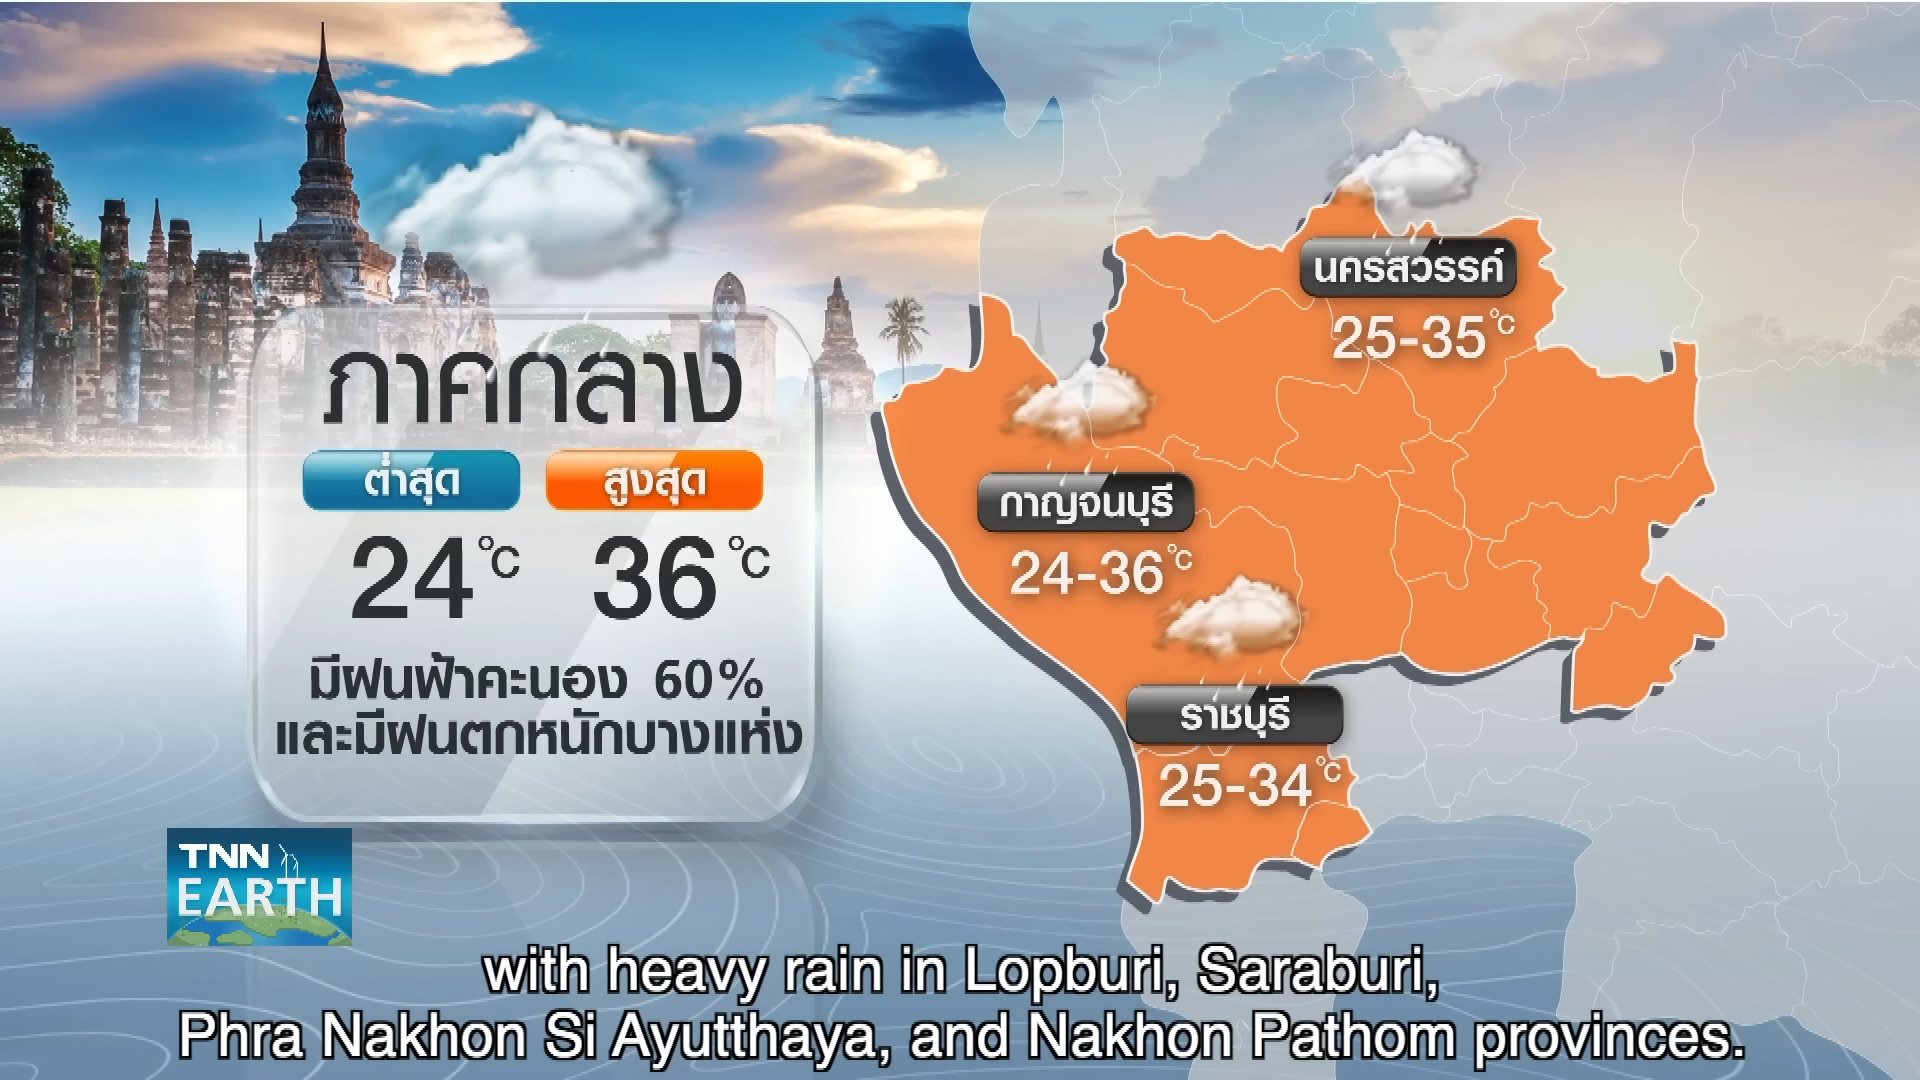 ภาคกลาง
ต่ำสุด
สูงสุด
24°C
36°C
มีฝนฟ้าคะนอง 60%
และมีฝนตกหนักบางแห่ง
นครสวรรค์
25-35°C
กาญจนบุรี
24-36°C
ราชบุรี
25-34°C
TNN
EARTH
with heavy rain in Lopburi, Saraburi,
Phra Nakhon Si Ayutthaya, and Nakhon Pathom provinces.